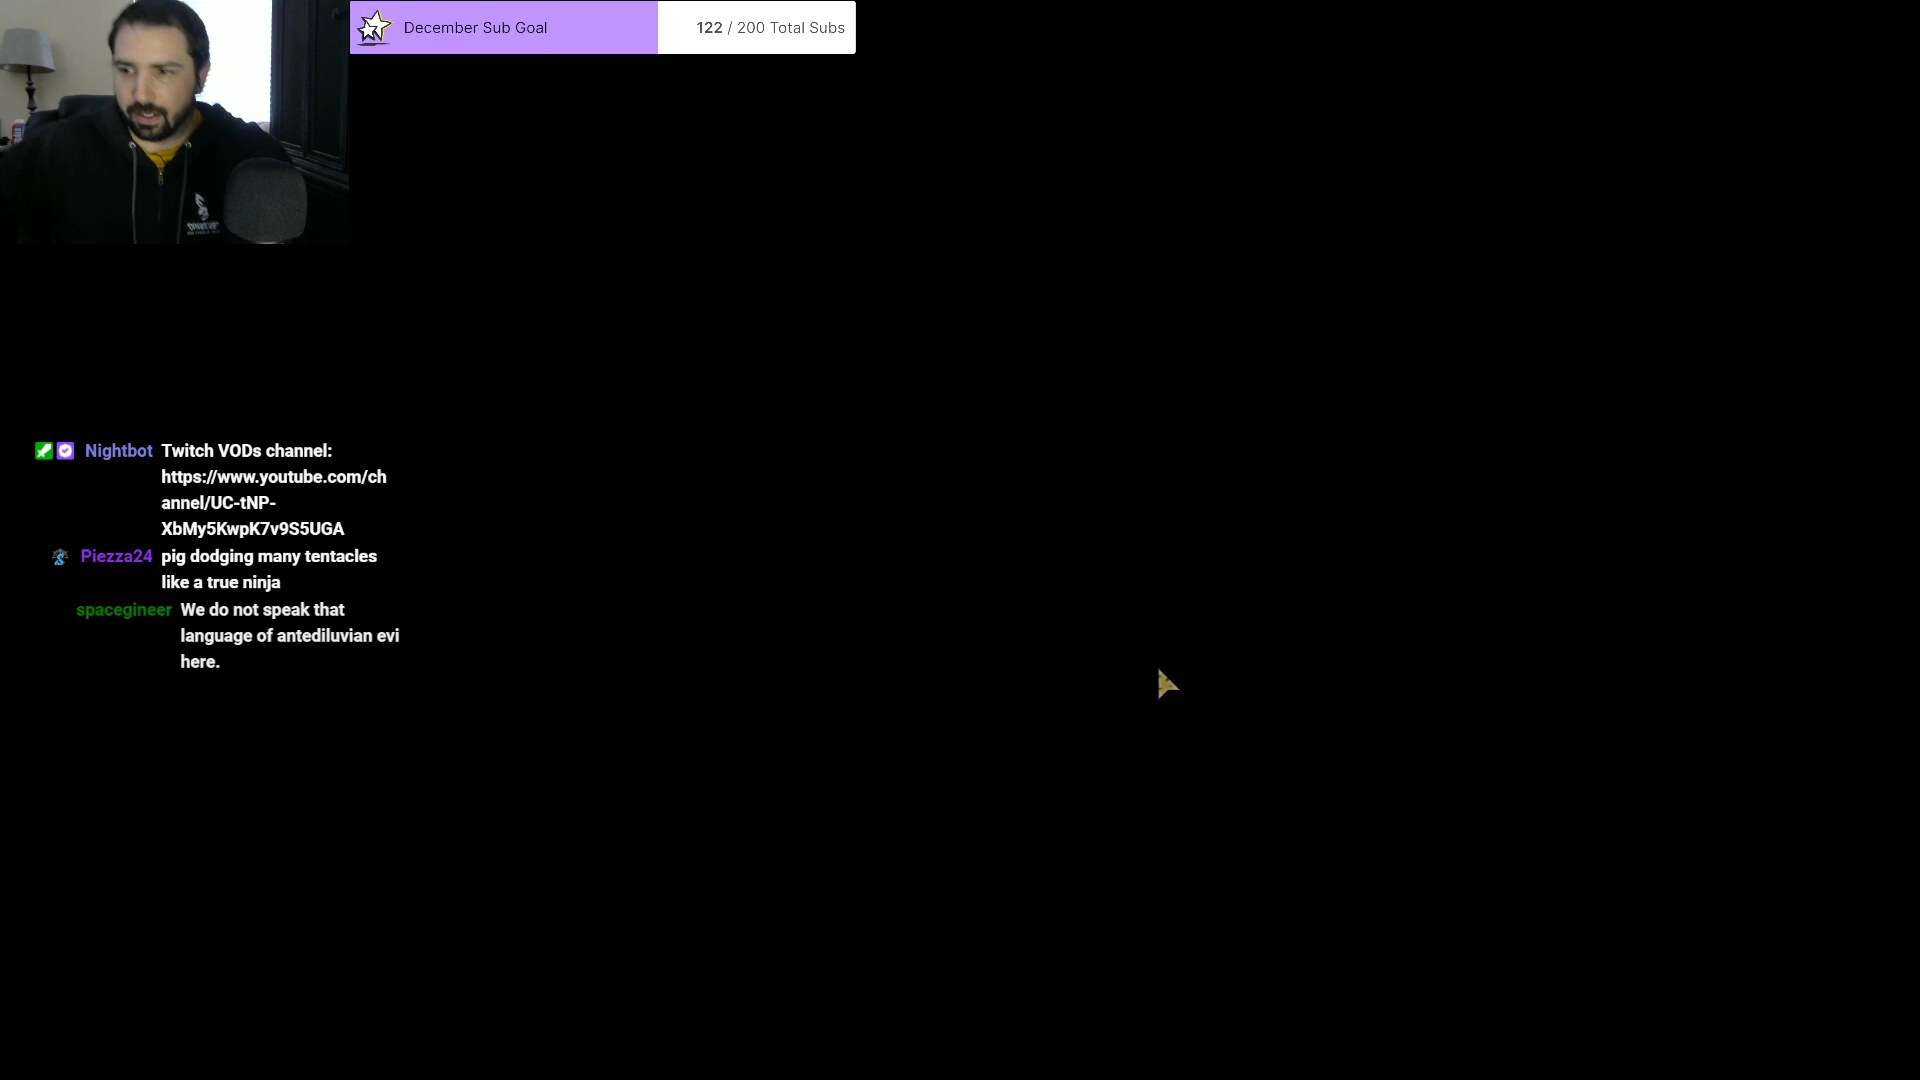 December Sub Goal 122 / 200 Total Subs
Nightbot Twitch VODs channel:
https://www.youtube.com/ch
annel/UC-tNP-
XbMy5KwpK7v9S5UGA
Piezza24 pig dodging many tentacles
like a true ninja
spacegineer We do not speak that
language of antediluvian evi
here.